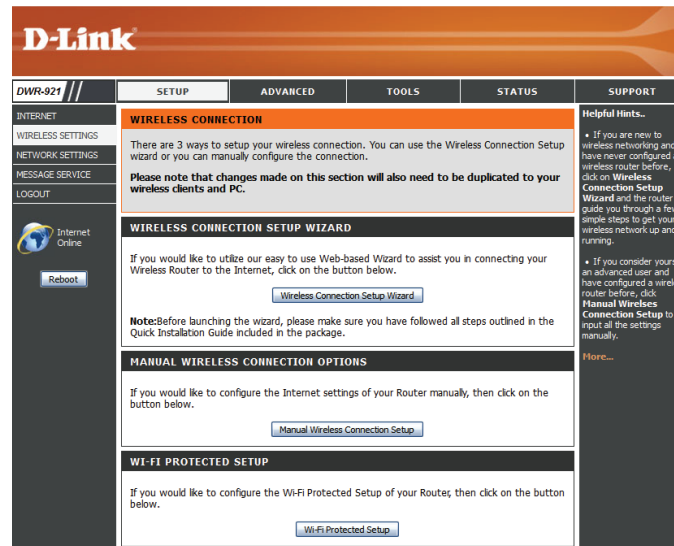 D-Link
DWR-921
SETUP
ADVANCED
TOOLS
STATUS
SUPPORT
INTERNET
WIRELESS SETTINGS
NETWORK SETTINGS
MESSAGE SERVICE
LOGOUT
Internet
Online
Reboot
WIRELESS CONNECTION
There are 3 ways to setup your wireless connection. You can use the Wireless Connection Setup
wizard or you can manually configure the connection.
Please note that changes made on this section will also need to be duplicated to your
wireless clients and PC.
WIRELESS CONNECTION SETUP WIZARD
If you would like to utilize our easy to use Web-based Wizard to assist you in connecting your
Wireless Router to the Internet, click on the button below.
Wireless Connection Setup Wizard
Note:Before launching the wizard, please make sure you have followed all steps outlined in the
Quick Installation Guide included in the package.
MANUAL WIRELESS CONNECTION OPTIONS
If you would like to configure the Internet settings of your Router manually, then click on the
button below.
Manual Wireless Connection Setup
WI-FI PROTECTED SETUP
If you would like to configure the Wi-Fi Protected Setup of your Router, then click on the button
below.
Wi-Fi Protected Setup
Helpful Hints..
• If you are new to
wireless networking and
have never configured a
wireless router before,
click on Wireless
Connection Setup
Wizard and the router
guide you through a few
simple steps to get your
wireless network up and
running.
• If you consider yours
an advanced user and
have configured a wirel
router before, click
Manual Wirelses
Connection Setup to
input all the settings
manually.
More...